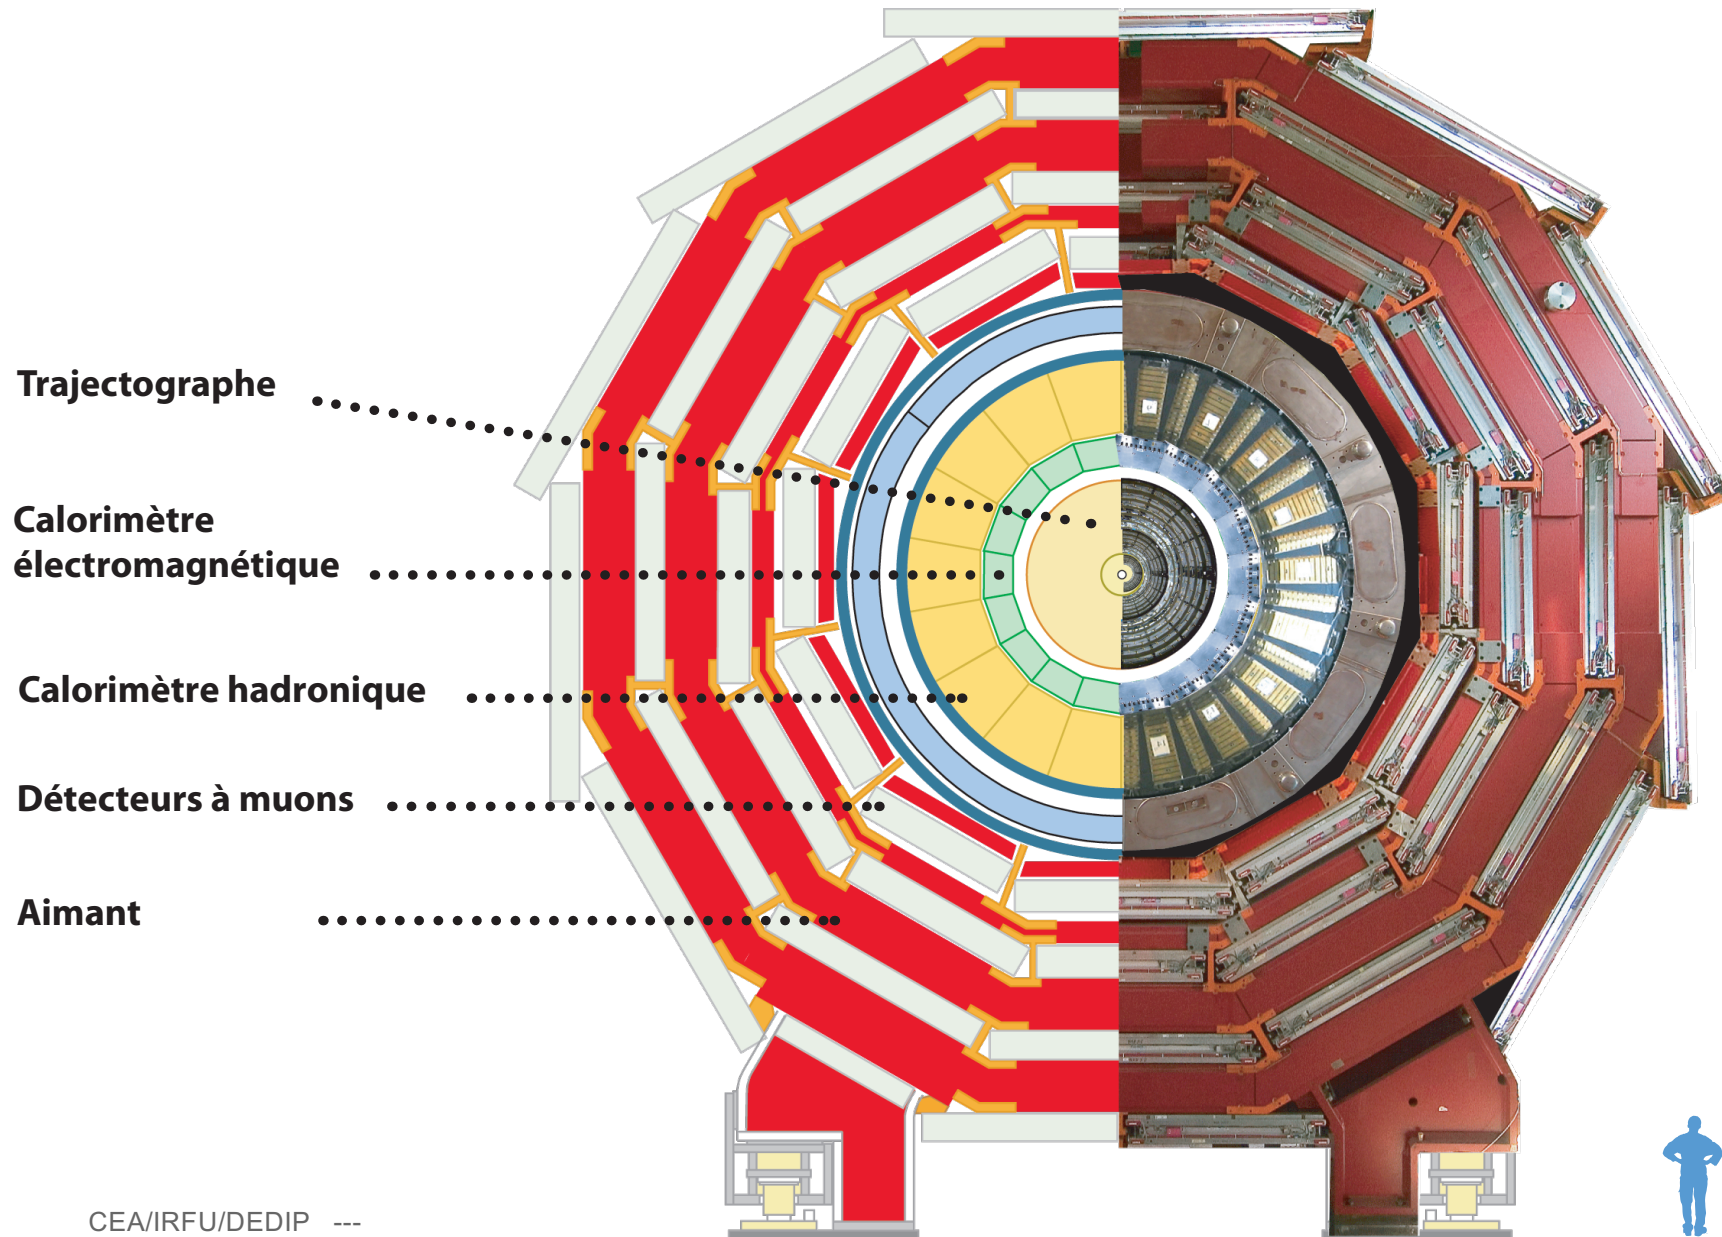 Trajectographe
Calorimètre
électromagnétique
Calorimètre hadronique
Détecteurs à muons
Aimant
CEA/IRFU/DEDIP ---